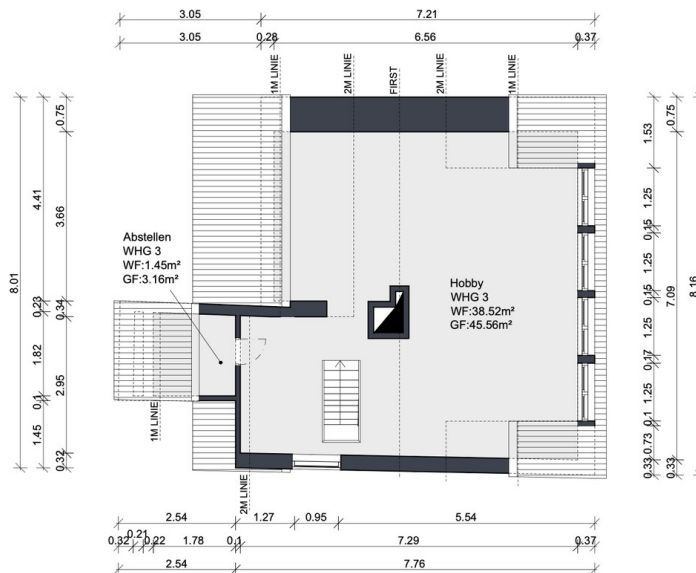 3.05 7.21
3.05 0.28 6.56 0.37
1M LINIE
2M LINIE
FIRST
2M LINIE
1M LINIE
8.01
4.41
0.23
1.82
0.1
1.45
0.75
3.66
0.34
2.95
0.32
Abstellen
WHG 3
WF:1.45m²
GF:3.16m²
Hobby
WHG 3
WF:38.52m²
GF:45.56m²
1.53
1.25
0.15
1.25
0.15
1.25
0.17
1.25
0.1
0.73
0.33
0.75
7.09
0.33
8.16
1M LINIE
2M LINIE
2.54 1.27 0.95 5.54
0.21
0.32 0.22 1.78 0.1 7.29 0.37
2.54 7.76